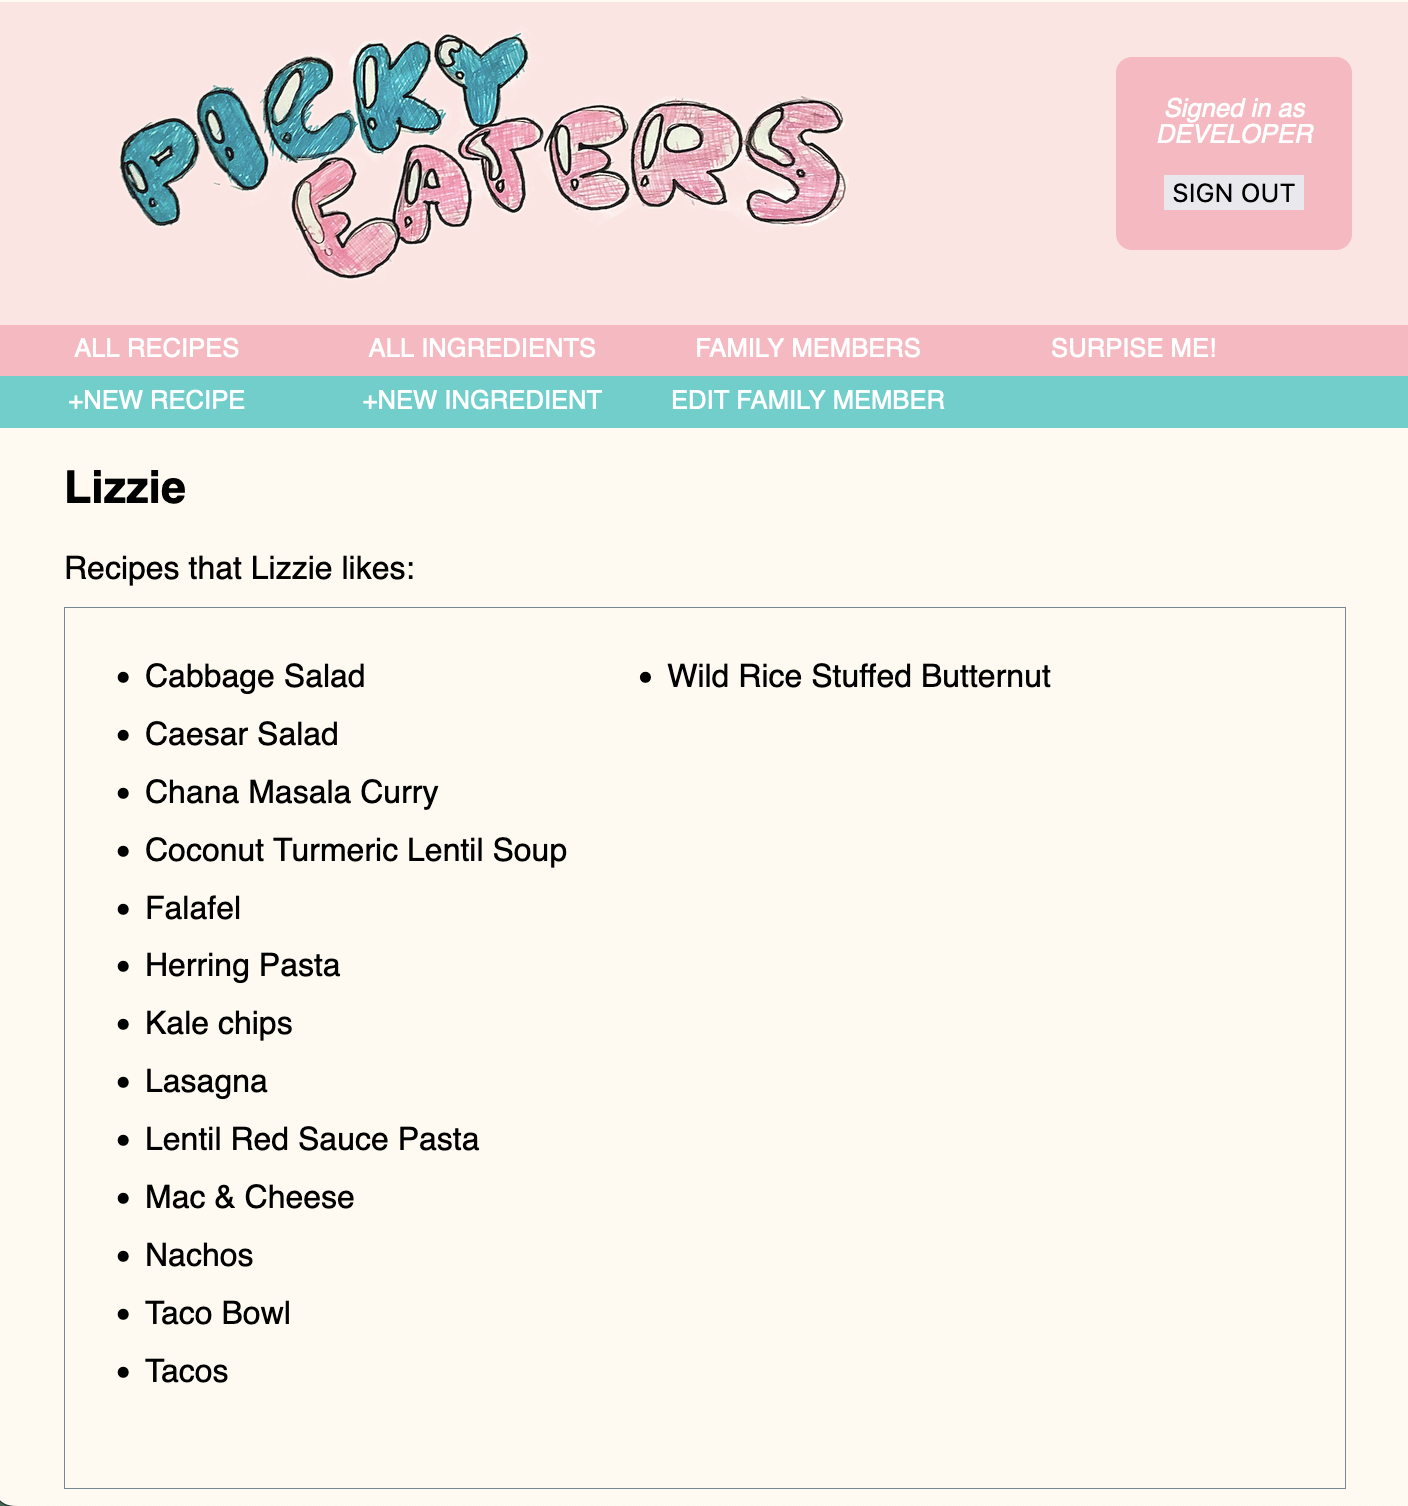 PICKY
EATERS
Signed in as
DEVELOPER
SIGN OUT
ALL RECIPES ALL INGREDIENTS FAMILY MEMBERS SURPISE ME!
+NEW RECIPE +NEW INGREDIENT EDIT FAMILY MEMBER
Lizzie
Recipes that Lizzie likes:
Cabbage Salad
Caesar Salad
Chana Masala Curry
Coconut Turmeric Lentil Soup
Falafel
Herring Pasta
Kale chips
Lasagna
Lentil Red Sauce Pasta
Mac & Cheese
Nachos
Taco Bowl
Tacos
Wild Rice Stuffed Butternut